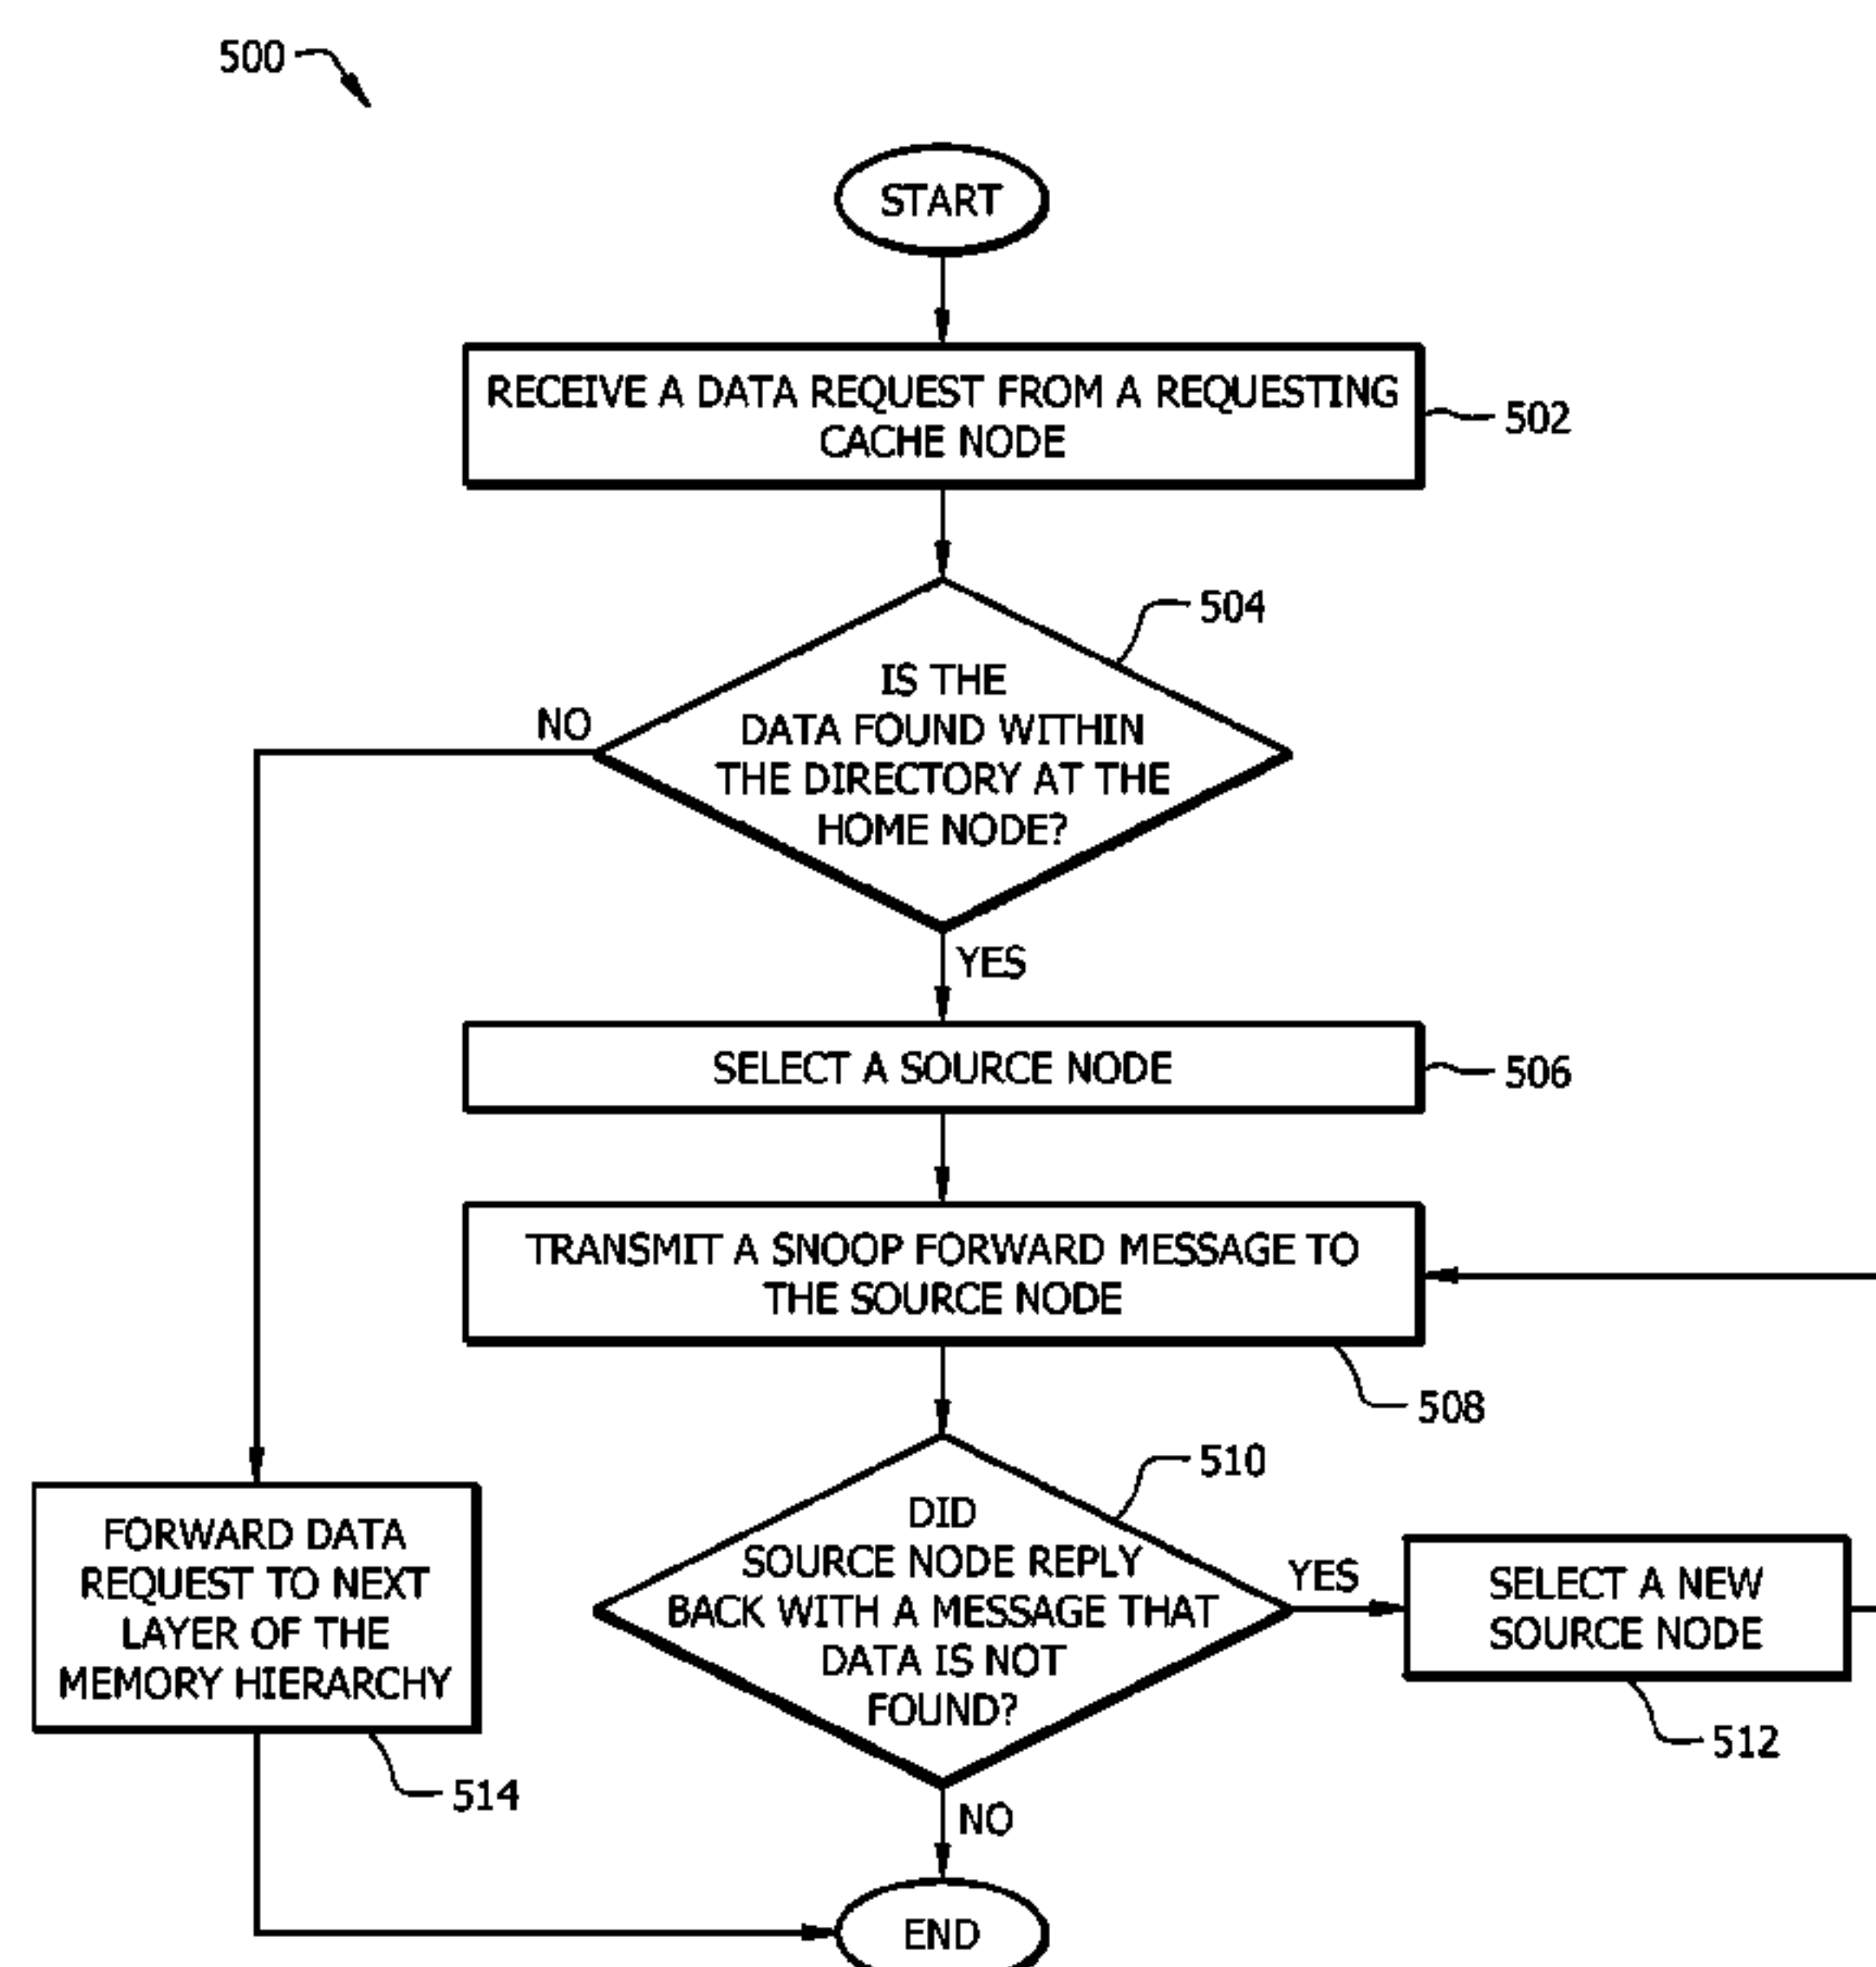 500
START
RECEIVE A DATA REQUEST FROM A REQUESTING
CACHE NODE
502
504
IS THE
DATA FOUND WITHIN
THE DIRECTORY AT THE
HOME NODE?
NO
YES
SELECT A SOURCE NODE
506
TRANSMIT A SNOOP FORWARD MESSAGE TO
THE SOURCE NODE
508
510
DID
SOURCE NODE REPLY
BACK WITH A MESSAGE THAT
DATA IS NOT
FOUND?
YES
SELECT A NEW
SOURCE NODE
512
FORWARD DATA
REQUEST TO NEXT
LAYER OF THE
MEMORY HIERARCHY
514
NO
END